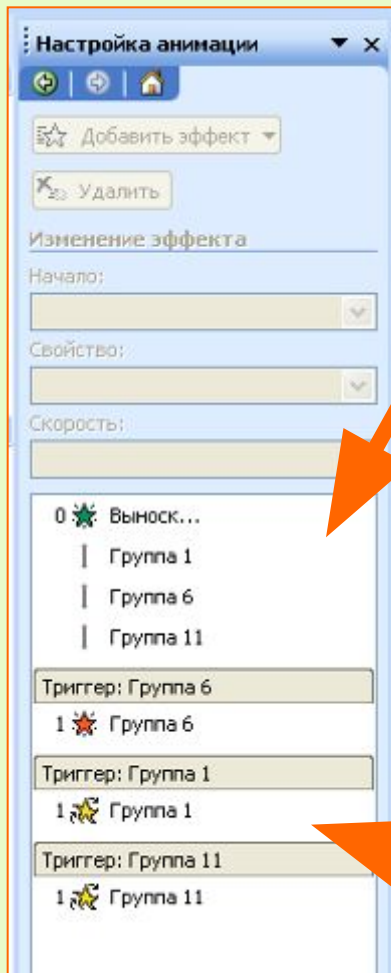 Настройка анимации
Добавить эффект
Удалить
Изменение эффекта
Начало:
Свойство:
Скорость:
0 Выноск...
Группа 1
Группа 6
Группа 11
Триггер: Группа 6
1 Группа 6
Триггер: Группа 1
1 Группа 1
Триггер: Группа 11
1 Группа 11